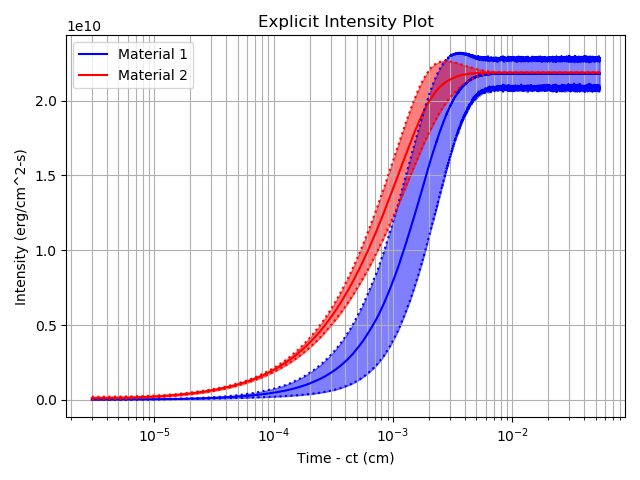 Explicit Intensity Plot
1e10
Material 1
Material 2
2.0
1.5
1.0
0.5
0.0
Intensity (erg/cm^2-s)
10⁻⁵
10⁻⁴
10⁻³
10⁻²
Time - ct (cm)